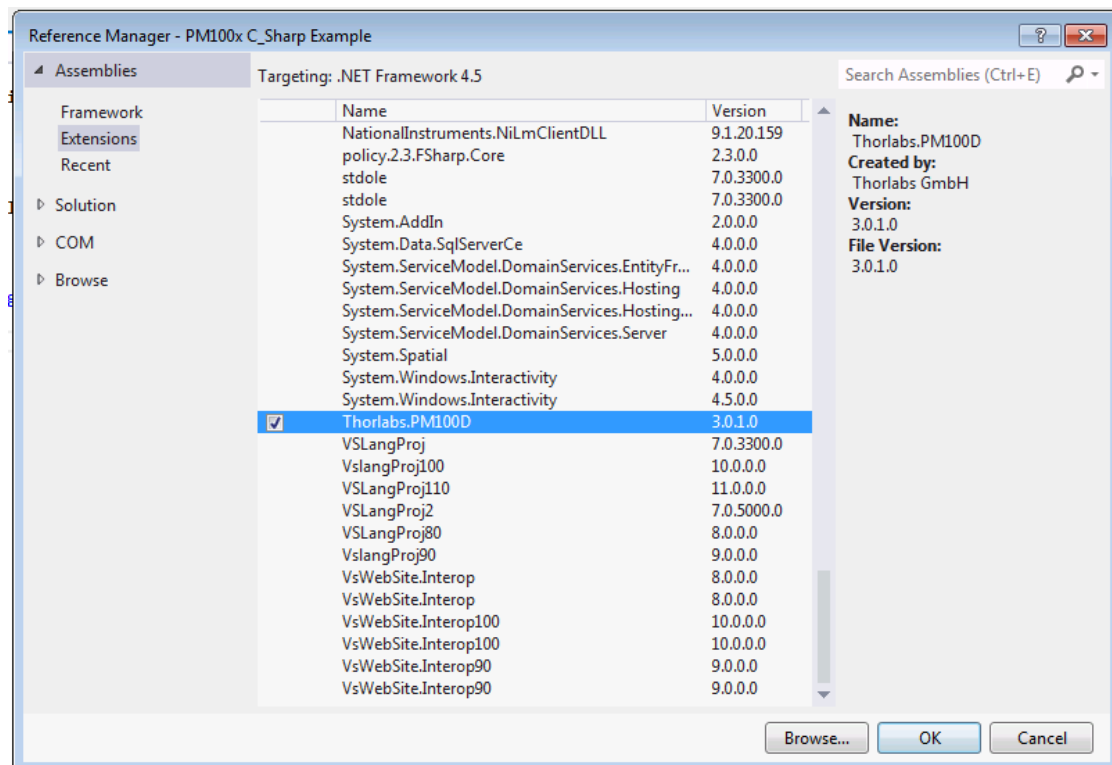 Reference Manager - PM100x C_Sharp Example
Assemblies
Framework
Extensions
Recent
Solution
COM
Browse
Targeting: .NET Framework 4.5
Search Assemblies (Ctrl+E)
Name Version
NationalInstruments.NiLmClientDLL 9.1.20.159
policy.2.3.FSharp.Core 2.3.0.0
stdole 7.0.3300.0
stdole 7.0.3300.0
System.AddIn 2.0.0.0
System.Data.SqlServerCe 4.0.0.0
System.ServiceModel.DomainServices.EntityFr... 4.0.0.0
System.ServiceModel.DomainServices.Hosting 4.0.0.0
System.ServiceModel.DomainServices.Hosting... 4.0.0.0
System.ServiceModel.DomainServices.Server 4.0.0.0
System.Spatial 5.0.0.0
System.Windows.Interactivity 4.0.0.0
System.Windows.Interactivity 4.5.0.0
Thorlabs.PM100D 3.0.1.0
VSLangProj 7.0.3300.0
VslangProj100 10.0.0.0
VSLangProj110 11.0.0.0
VSLangProj2 7.0.5000.0
VSLangProj80 8.0.0.0
VslangProj90 9.0.0.0
VsWebSite.Interop 8.0.0.0
VsWebSite.Interop 8.0.0.0
VsWebSite.Interop100 10.0.0.0
VsWebSite.Interop100 10.0.0.0
VsWebSite.Interop90 9.0.0.0
VsWebSite.Interop90 9.0.0.0
Name:
Thorlabs.PM100D
Created by:
Thorlabs GmbH
Version:
3.0.1.0
File Version:
3.0.1.0
Browse... OK Cancel